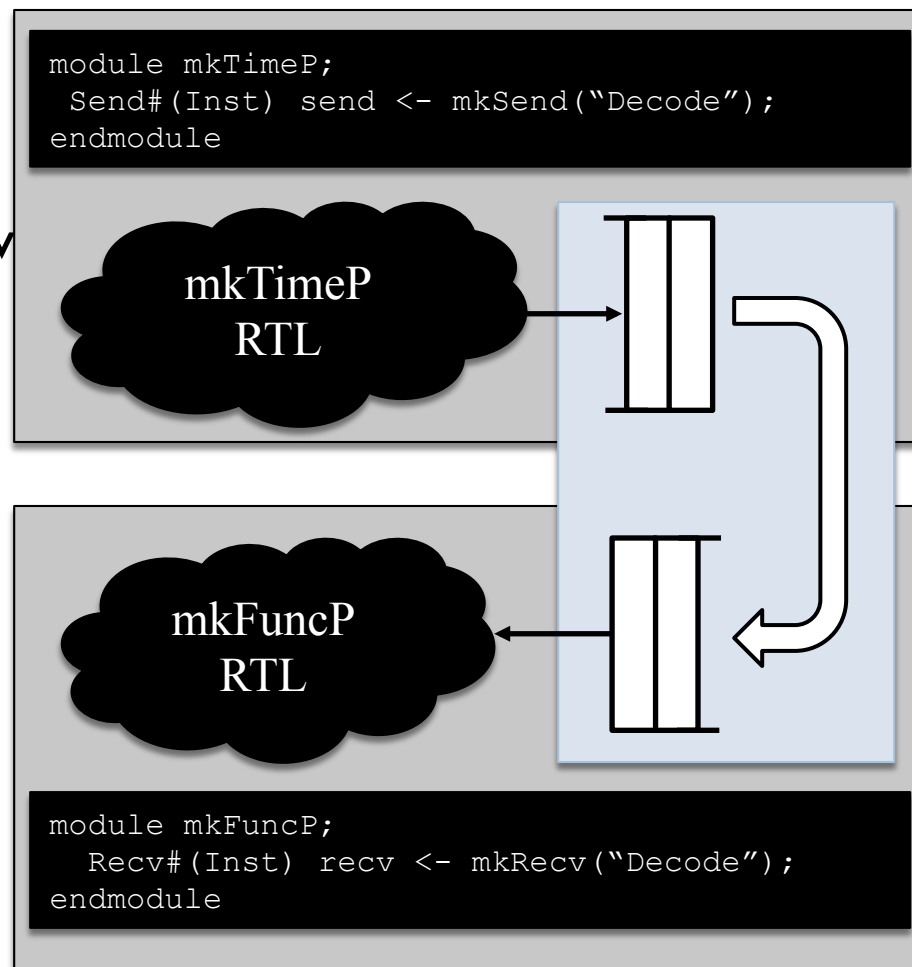 module mkTimeP;
Send#(Inst) send <- mkSend(“Decode”);
endmodule
mkTimeP
RTL
mkFuncP
RTL
module mkFuncP;
Recv#(Inst) recv <- mkRecv(“Decode”);
endmodule